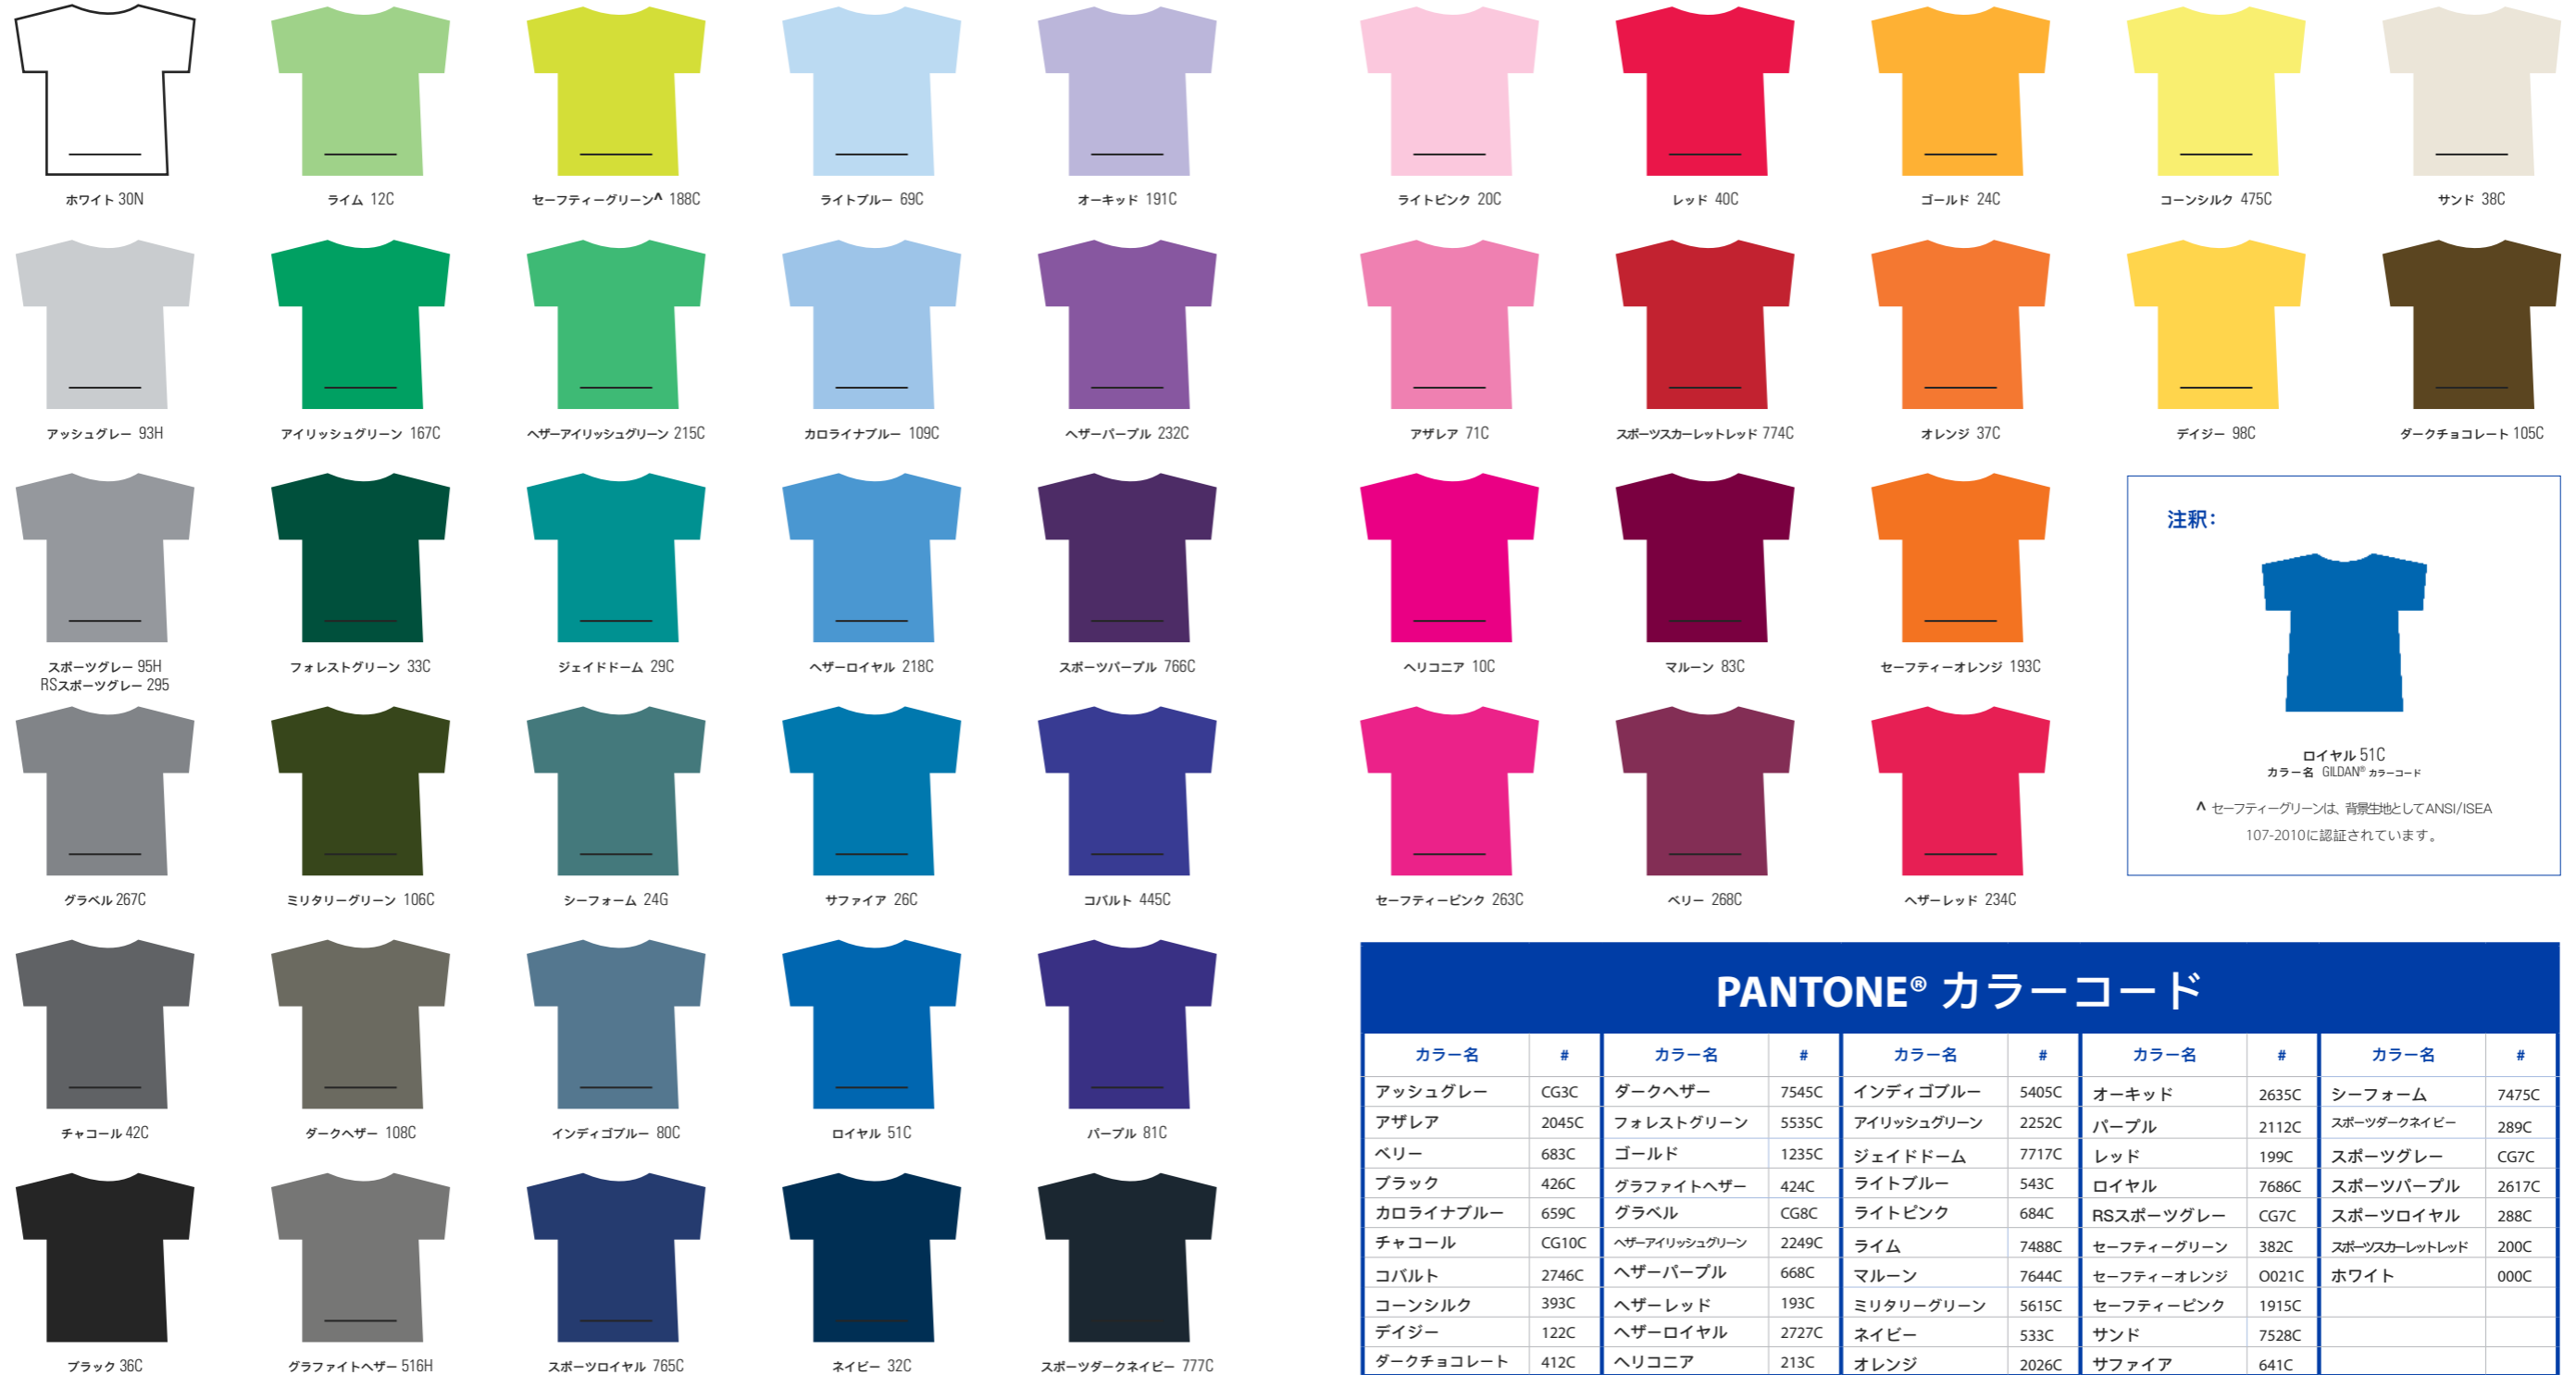 ホワイト 30N
ライム 12C
セーフティーグリーン^ 188C
ライトブルー 69C
オーキッド 191C
ライトピンク 20C
レッド 40C
ゴールド 24C
コーンシルク 475C
サンド 38C
アッシュグレー 93H
アイリッシュグリーン 167C
ヘザーアイリッシュグリーン 215C
カロライナブルー 109C
ヘザーパープル 232C
アザレア 71C
スポーツスカーレットレッド 774C
オレンジ 37C
デイジー 98C
ダークチョコレート 105C
スポーツグレー 95H
RSスポーツグレー 295
フォレストグリーン 33C
ジェイドドーム 29C
ヘザーロイヤル 218C
スポーツパープル 766C
ヘリコニア 10C
マルーン 83C
セーフティーオレンジ 193C
グラベル 267C
ミリタリーグリーン 106C
シーフォーム 24G
サファイア 26C
コバルト 445C
セーフティーピンク 263C
ベリー 268C
ヘザーレッド 234C
注釈:
ロイヤル 51C
カラー名 GILDAN® カラーコード
^ セーフティーグリーンは、背景生地としてANSI/ISEA
107-2010に認証されています。
チャコール 42C
ダークヘザー 108C
インディゴブルー 80C
ロイヤル 51C
パープル 81C
ブラック 36C
グラファイトヘザー 516H
スポーツロイヤル 765C
ネイビー 32C
スポーツダークネイビー 777C
PANTONE® カラーコード
カラー名 # カラー名 # カラー名 # カラー名 # カラー名 #
アッシュグレー CG3C ダークヘザー 7545C インディゴブルー 5405C オーキッド 2635C シーフォーム 7475C
アザレア 2045C フォレストグリーン 5535C アイリッシュグリーン 2252C パープル 2112C スポーツダークネイビー 289C
ベリー 683C ゴールド 1235C ジェイドドーム 7717C レッド 199C スポーツグレー CG7C
ブラック 426C グラファイトヘザー 424C ライトブルー 543C ロイヤル 7686C スポーツパープル 2617C
カロライナブルー 659C グラベル CG8C ライトピンク 684C RSスポーツグレー CG7C スポーツロイヤル 288C
チャコール CG10C ヘザーアイリッシュグリーン 2249C ライム 7488C セーフティーグリーン 382C スポーツスカーレットレッド 200C
コバルト 2746C ヘザーパープル 668C マルーン 7644C セーフティーオレンジ O021C ホワイト 000C
コーンシルク 393C ヘザーレッド 193C ミリタリーグリーン 5615C セーフティーピンク 1915C
デイジー 122C ヘザーロイヤル 2727C ネイビー 533C サンド 7528C
ダークチョコレート 412C ヘリコニア 213C オレンジ 2026C サファイア 641C